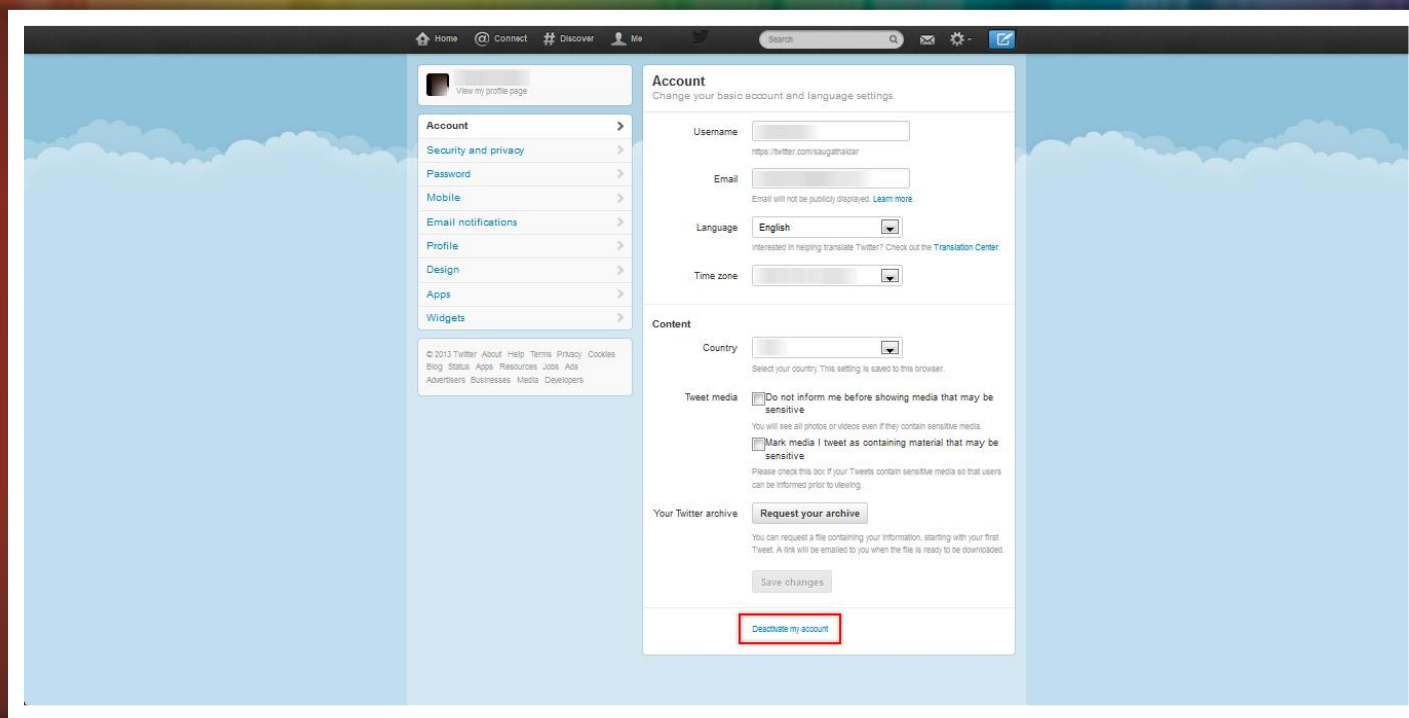 Home @ Connect # Discover Me Search
View my profile page
Account
Security and privacy
Password
Mobile
Email notifications
Profile
Design
Apps
Widgets
© 2013 Twitter About Help Terms Privacy Cookies
Blog Status Apps Resources Jobs Ads
Advertisers Businesses Media Developers
Account
Change your basic account and language settings.
Username
https://twitter.com/saugathaldar
Email
Email will not be publicly displayed. Learn more.
Language English
Interested in helping translate Twitter? Check out the Translation Center.
Time zone
Content
Country
Select your country. This setting is saved to this browser.
Tweet media Do not inform me before showing media that may be
sensitive
You will see all photos or videos even if they contain sensitive media.
Mark media I tweet as containing material that may be
sensitive
Please check this box if your Tweets contain sensitive media so that users
can be informed prior to viewing.
Your Twitter archive Request your archive
You can request a file containing your information, starting with your first
Tweet. A link will be emailed to you when the file is ready to be downloaded.
Save changes
Deactivate my account